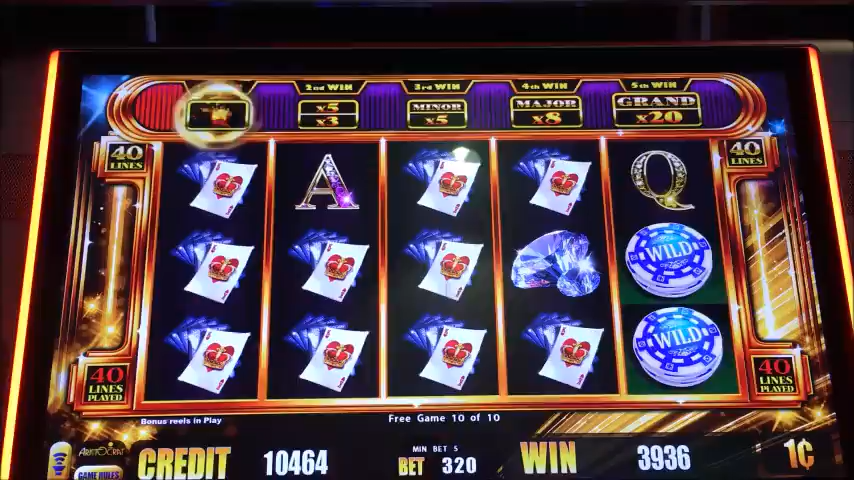 2nd WIN
3rd WIN
4th WIN
5th WIN
x5
x3
MINOR
x5
MAJOR
x8
GRAND
x20
40
LINES
40
LINES
A
Q
WILD
WILD
40
LINES
PLAYED
40
LINES
PLAYED
Bonus reels in Play
Free Game 10 of 10
ARISTOCRAT
GAME RULES
CREDIT
10464
MIN BET 5
BET 320
WIN
3936
1¢